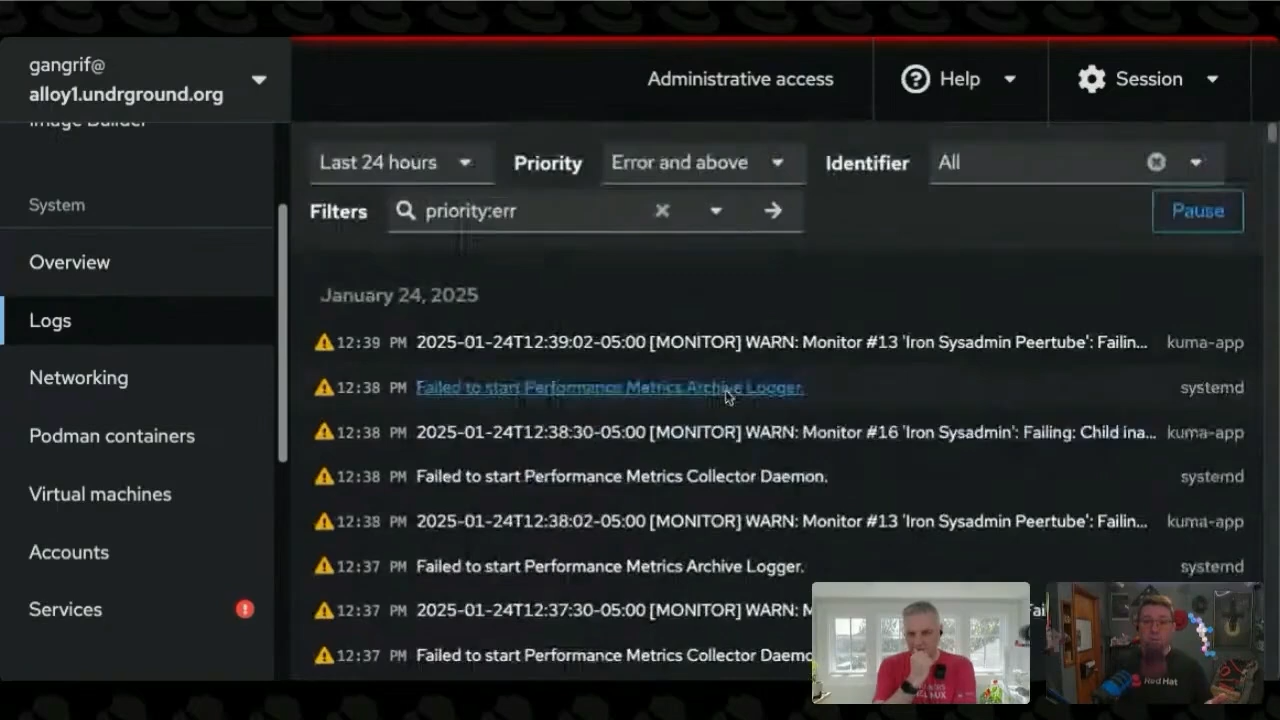 gangrif@
alloy1.undrground.org
Administrative access
Help
Session
Image Builder
System
Overview
Logs
Networking
Podman containers
Virtual machines
Accounts
Services
Last 24 hours
Priority
Error and above
Identifier
All
Filters
priority:err
Pause
January 24, 2025
12:39 PM 2025-01-24T12:39:02-05:00 [MONITOR] WARN: Monitor #13 'Iron Sysadmin Peertube': Failin... kuma-app
12:38 PM Failed to start Performance Metrics Archive Logger. systemd
12:38 PM 2025-01-24T12:38:30-05:00 [MONITOR] WARN: Monitor #16 'Iron Sysadmin': Failing: Child ina... kuma-app
12:38 PM Failed to start Performance Metrics Collector Daemon. systemd
12:38 PM 2025-01-24T12:38:02-05:00 [MONITOR] WARN: Monitor #13 'Iron Sysadmin Peertube': Failin... kuma-app
12:37 PM Failed to start Performance Metrics Archive Logger. systemd
12:37 PM 2025-01-24T12:37:30-05:00 [MONITOR] WARN:
12:37 PM Failed to start Performance Metrics Collector Daemo
Red Hat